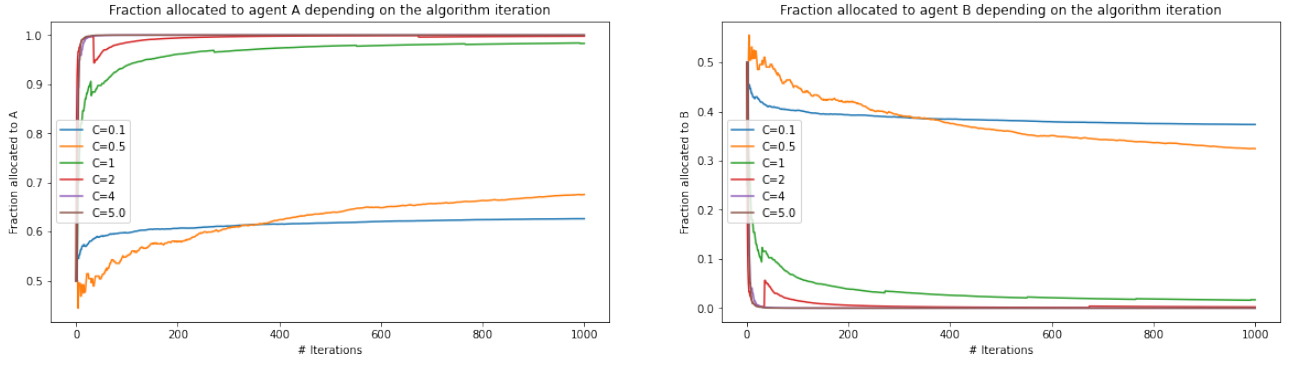 Fraction allocated to agent A depending on the algorithm iteration
Fraction allocated to A
1.0
0.9
0.8
0.7
0.6
0.5
C=0.1
C=0.5
C=1
C=2
C=4
C=5.0
0
200
400
600
800
1000
# Iterations
Fraction allocated to agent B depending on the algorithm iteration
Fraction allocated to B
0.5
0.4
0.3
0.2
0.1
0.0
C=0.1
C=0.5
C=1
C=2
C=4
C=5.0
0
200
400
600
800
1000
# Iterations